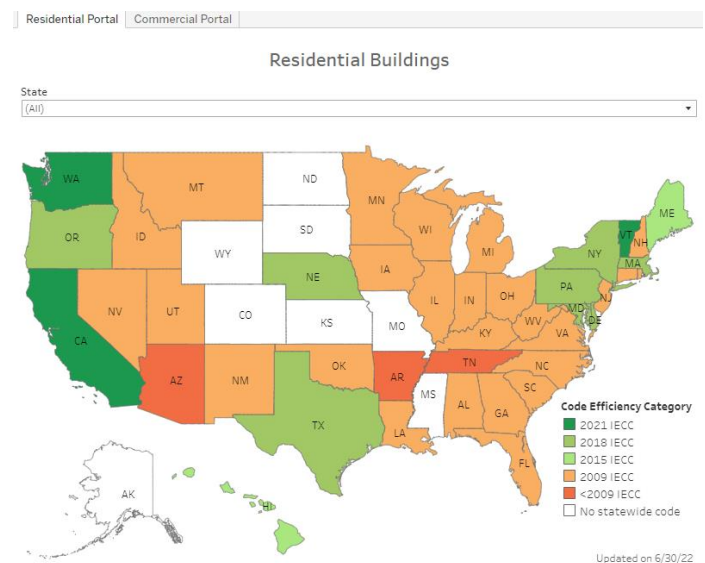 Residential Portal
Commercial Portal
Residential Buildings
State
(All)
WA
MT
ND
MN
ME
OR
ID
SD
WI
VT
NH
WY
MI
NY
MA
NE
IA
PA
NV
UT
CO
KS
MO
IL
IN
OH
NJ
MD
DE
CA
WV
VA
KY
AZ
NM
OK
AR
TN
NC
SC
TX
MS
AL
GA
LA
FL
AK
H
Code Efficiency Category
2021 IECC
2018 IECC
2015 IECC
2009 IECC
<2009 IECC
No statewide code
Updated on 6/30/22